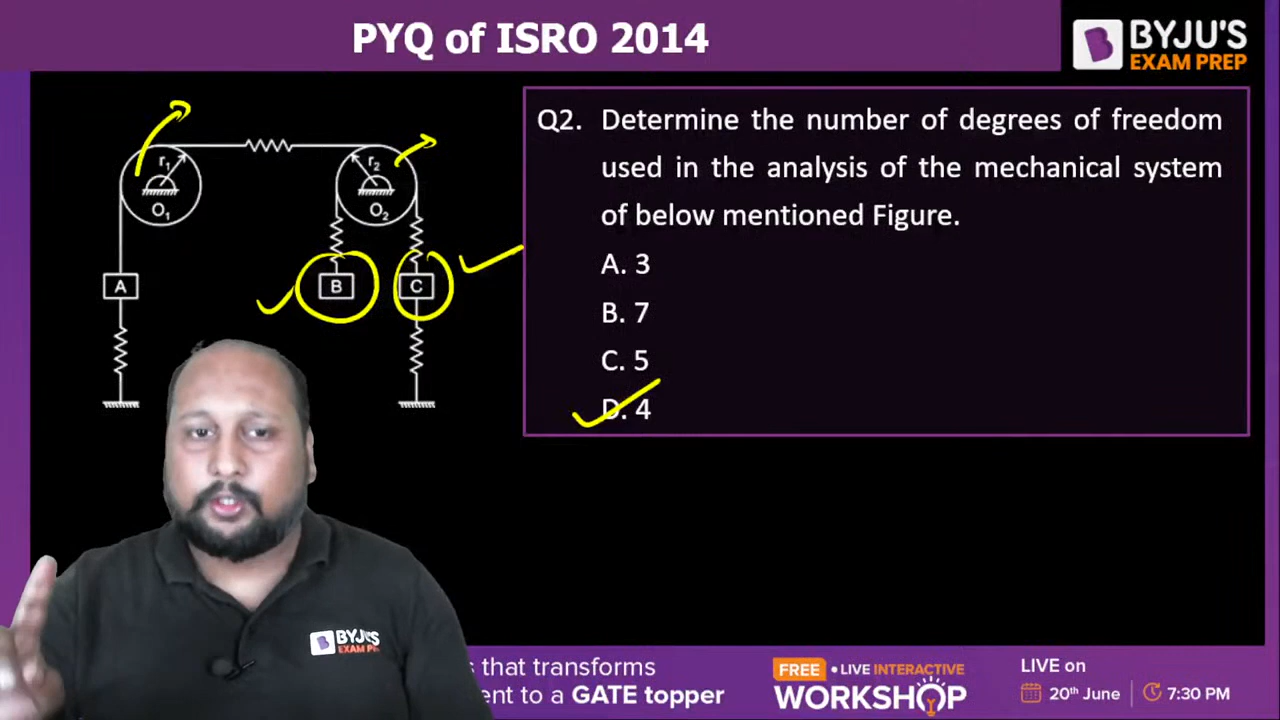 PYQ of ISRO 2014
BYJU'S
EXAM PREP
Q2. Determine the number of degrees of freedom
used in the analysis of the mechanical system
of below mentioned Figure.
A. 3
B. 7
C. 5
D. 4
r₁
r₂
O₁
O₂
A
B
C
BYJU'S
EXAM PREP
s that transforms
ent to a GATE topper
FREE • LIVE INTERACTIVE
WORKSHOP
LIVE on
20th June
7:30 PM